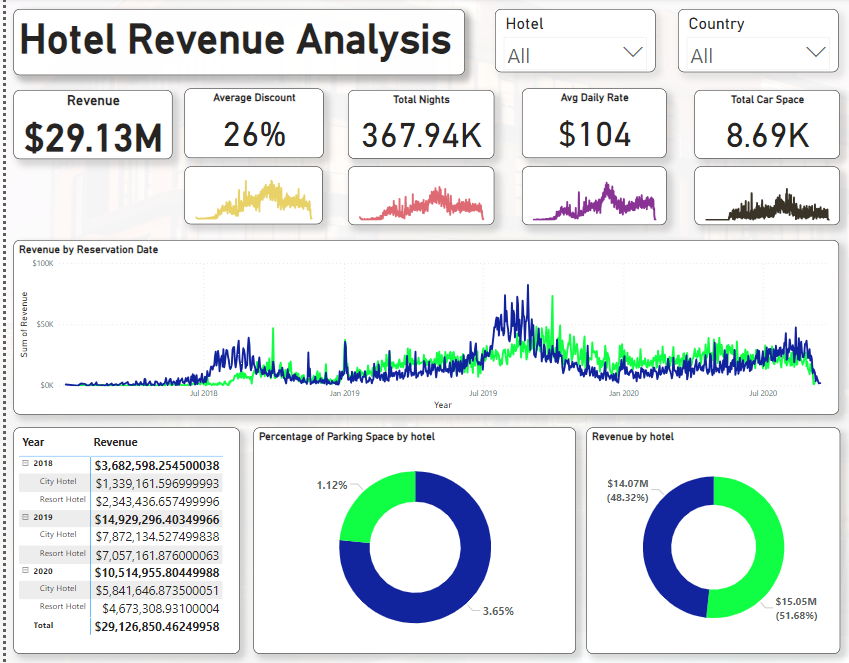 Hotel Revenue Analysis
Hotel
All
Country
All
Revenue
$29.13M
Average Discount
26%
Total Nights
367.94K
Avg Daily Rate
$104
Total Car Space
8.69K
Revenue by Reservation Date
Sum of Revenue
$100K
$50K
$0K
Jul 2018
Jan 2019
Jul 2019
Jan 2020
Jul 2020
Year
Year Revenue
2018 $3,682,598.254500038
City Hotel $1,339,161.596999993
Resort Hotel $2,343,436.657499996
2019 $14,929,296.40349966
City Hotel $7,872,134.527499838
Resort Hotel $7,057,161.876000063
2020 $10,514,955.80449988
City Hotel $5,841,646.873500051
Resort Hotel $4,673,308.93100004
Total $29,126,850.46249958
Percentage of Parking Space by hotel
1.12%
3.65%
Revenue by hotel
$14.07M
(48.32%)
$15.05M
(51.68%)